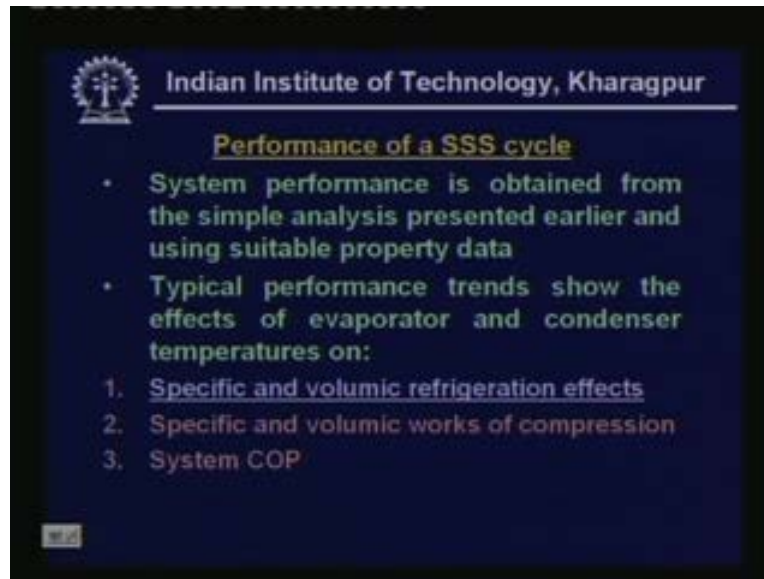 Indian Institute of Technology, Kharagpur
Performance of a SSS cycle
• System performance is obtained from
the simple analysis presented earlier and
using suitable property data
• Typical performance trends show the
effects of evaporator and condenser
temperatures on:
1. Specific and volumic refrigeration effects
2. Specific and volumic works of compression
3. System COP